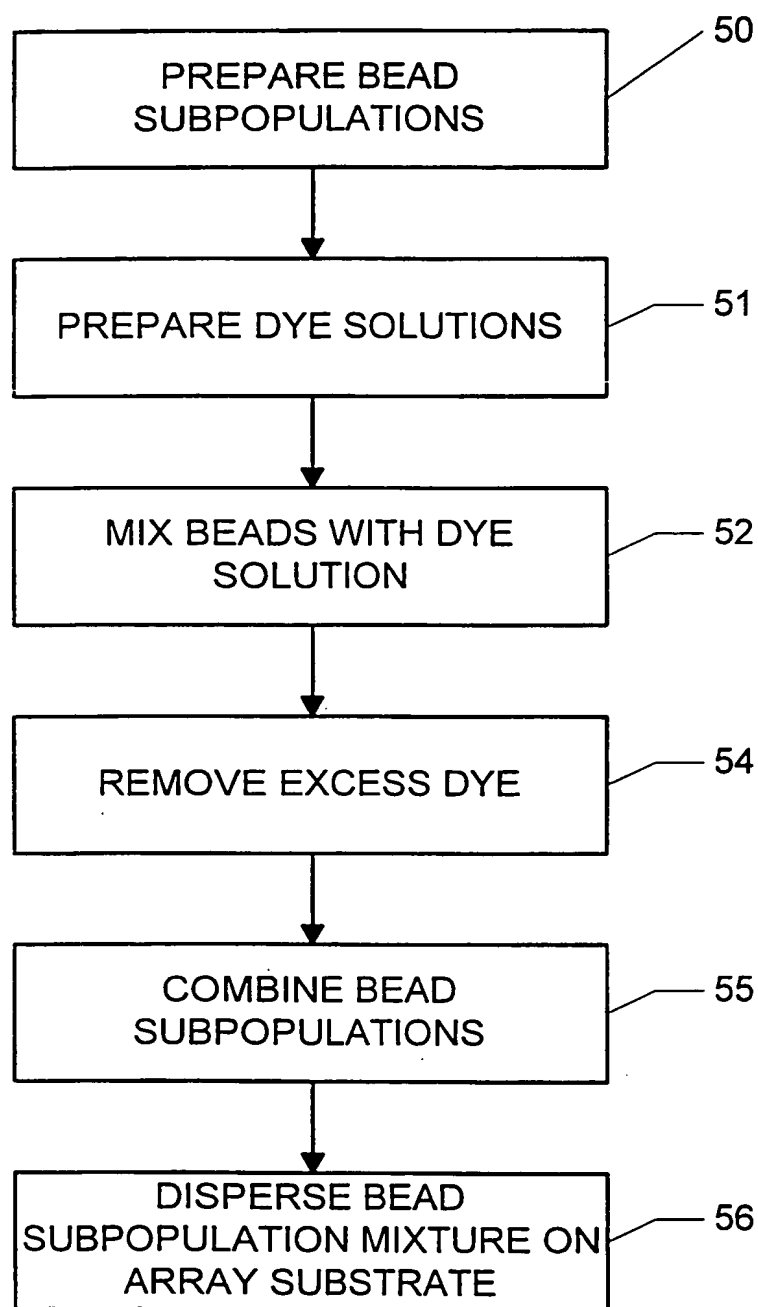 50
PREPARE BEAD
SUBPOPULATIONS
51
PREPARE DYE SOLUTIONS
52
MIX BEADS WITH DYE
SOLUTION
54
REMOVE EXCESS DYE
55
COMBINE BEAD
SUBPOPULATIONS
56
DISPERSE BEAD
SUBPOPULATION MIXTURE ON
ARRAY SUBSTRATE